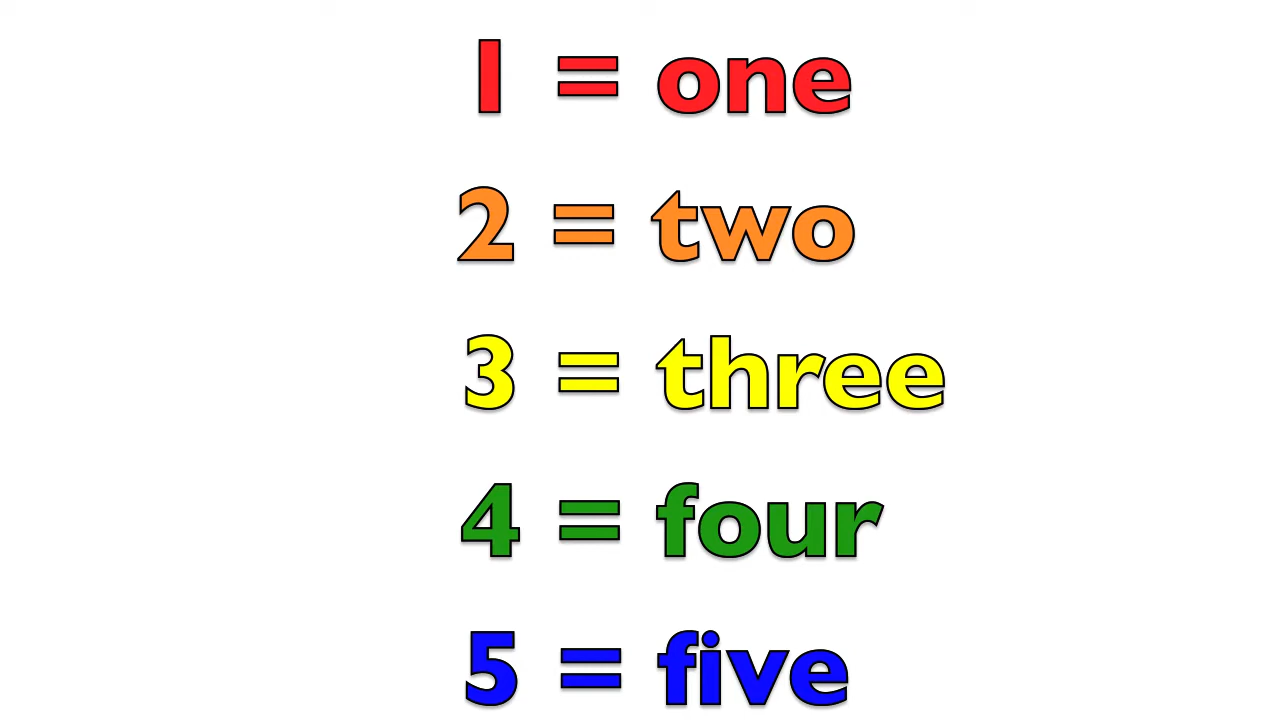 1 = one
2 = two
3 = three
4 = four
5 = five